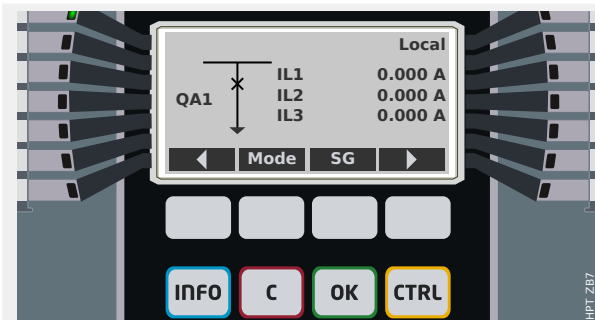 Local
IL1 0.000 A
QA1 IL2 0.000 A
IL3 0.000 A
Mode SG
INFO C OK CTRL
HPT ZB7